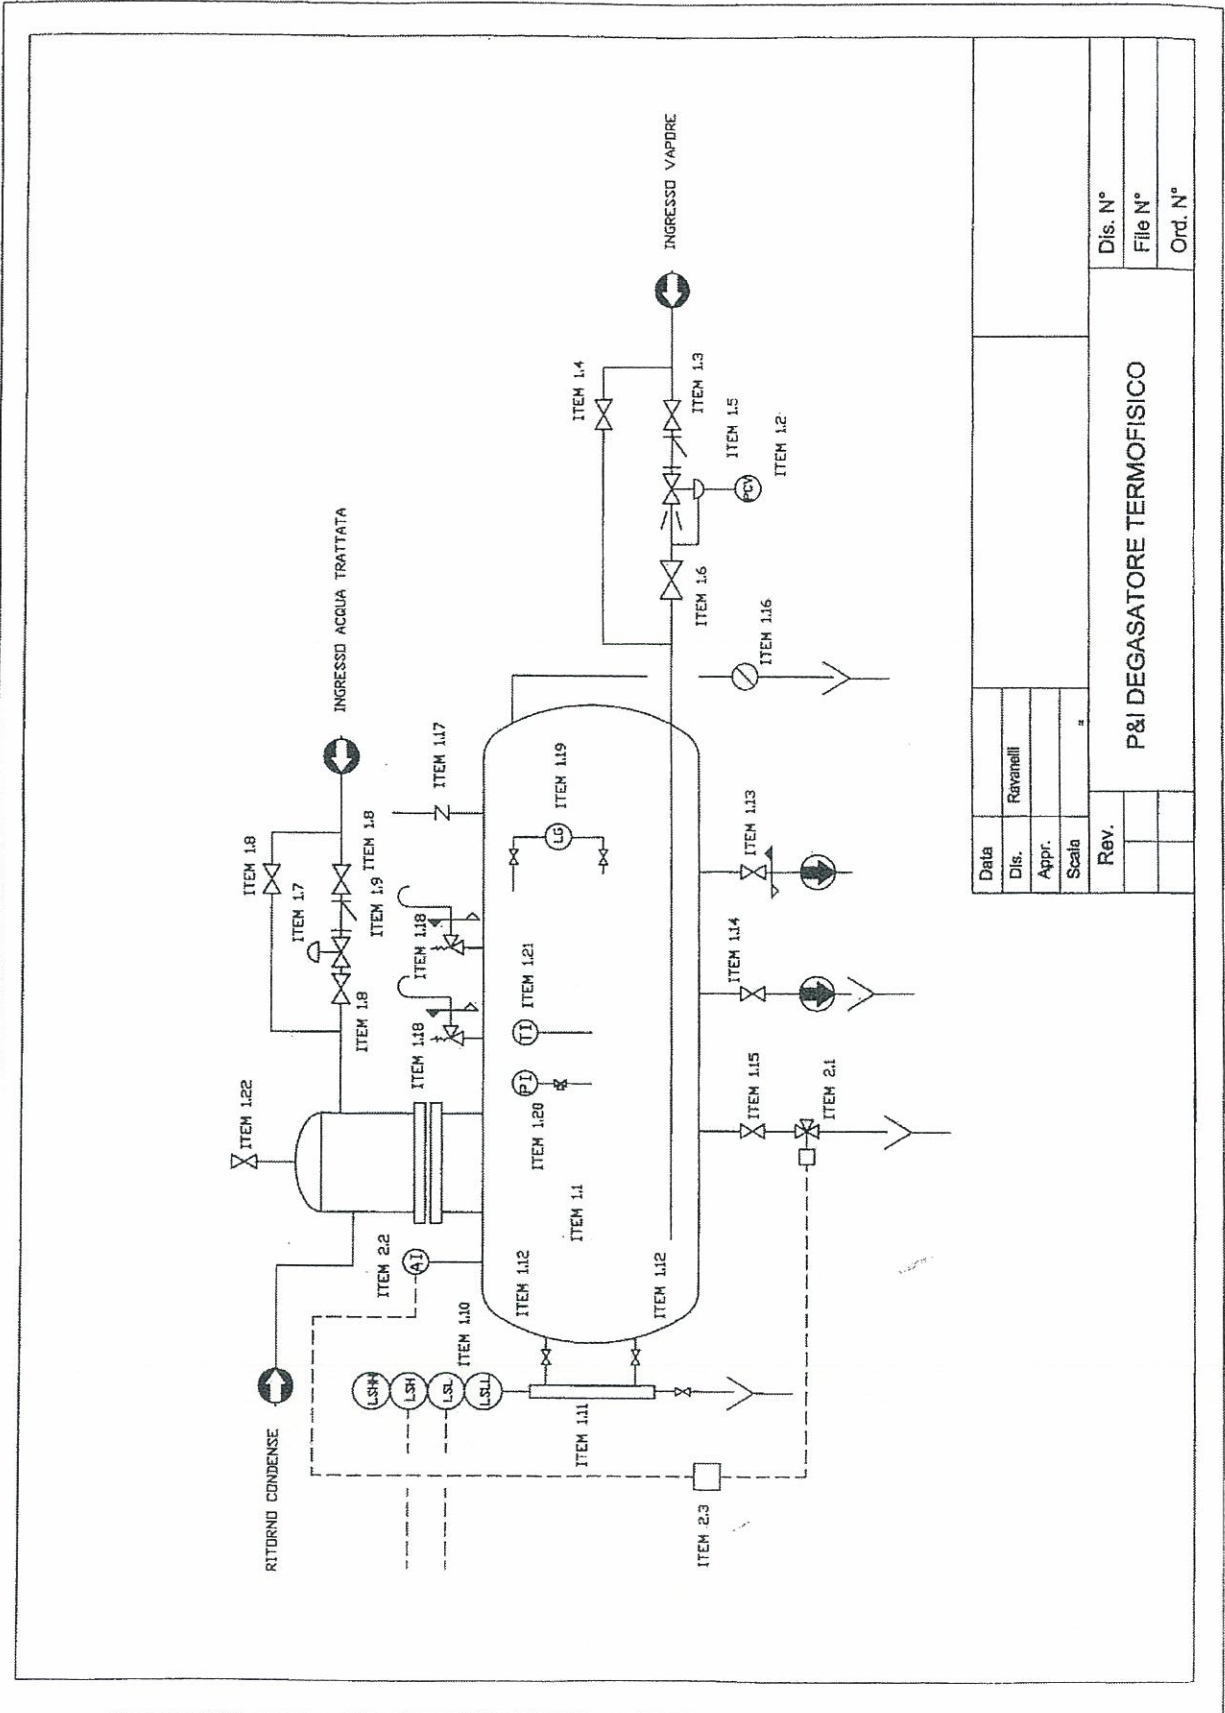 RITORNO CONDENSE
INGRESSO ACQUA TRATTATA
INGRESSO VAPORE
ITEM 1.22
ITEM 1.8
ITEM 1.7
ITEM 1.8
ITEM 1.8
ITEM 1.9
ITEM 2.2
AI
ITEM 1.18
ITEM 1.18
ITEM 1.17
LSHH
LSH
LSL
LSLL
ITEM 1.10
ITEM 1.12
PI
ITEM 1.20
TI
ITEM 1.21
LG
ITEM 1.19
ITEM 1.1
ITEM 1.11
ITEM 1.12
ITEM 1.4
ITEM 1.3
ITEM 1.5
PCV
ITEM 1.2
ITEM 1.6
ITEM 1.16
ITEM 1.13
ITEM 1.14
ITEM 1.15
ITEM 2.1
ITEM 2.3
Data
Dis. Ravanelli
Appr.
Scala
Rev.
P&I DEGASATORE TERMOFISICO
Dis. N°
File N°
Ord. N°